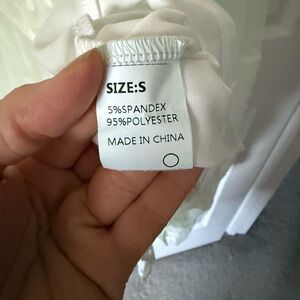 SIZE:S
5%SPANDEX
95%POLYESTER
MADE IN CHINA